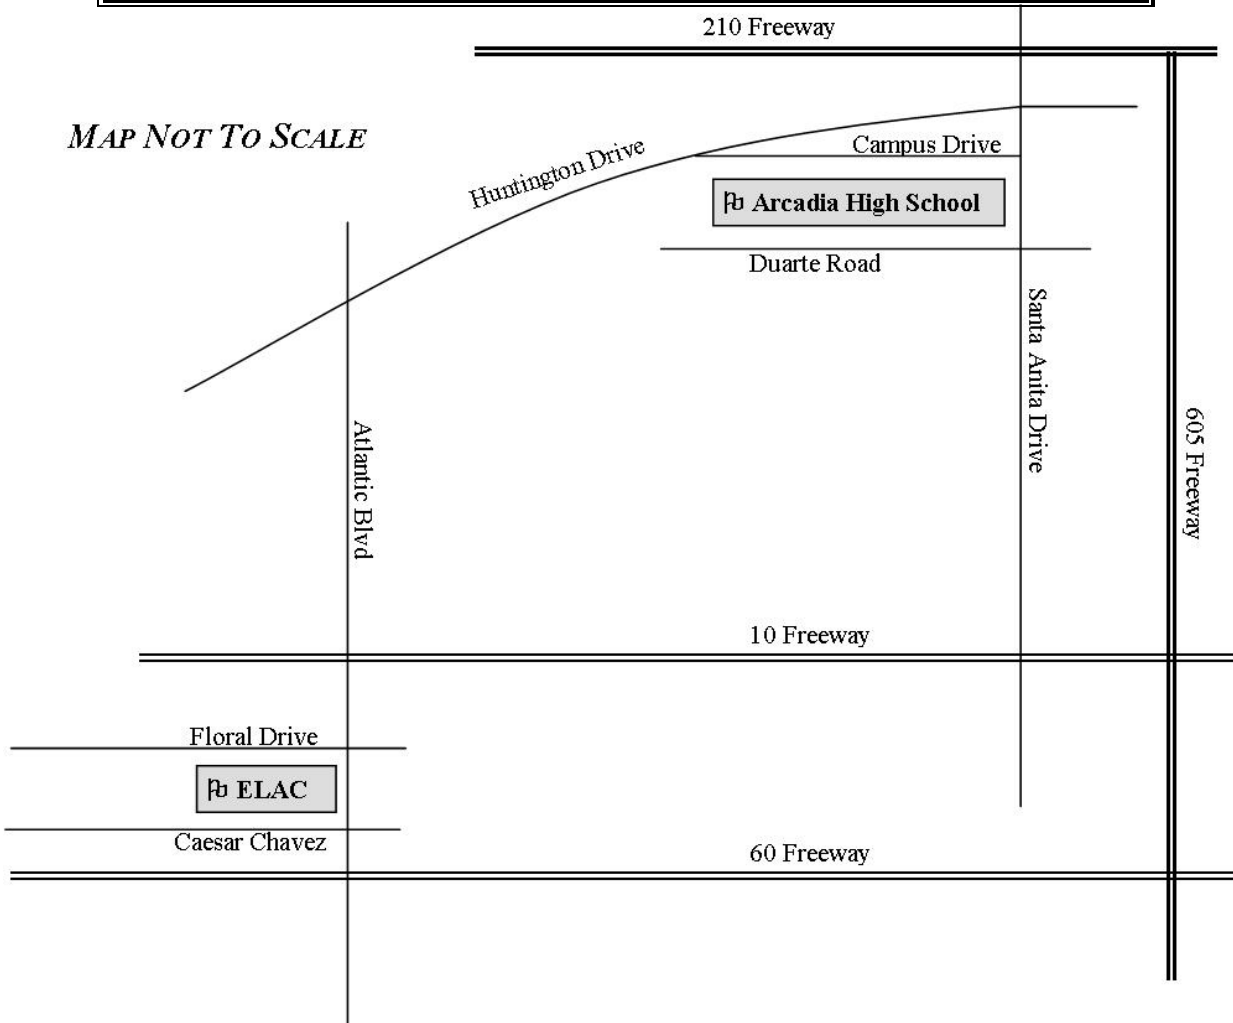 210 Freeway
MAP NOT TO SCALE
Huntington Drive
Campus Drive
Arcadia High School
Duarte Road
Santa Anita Drive
605 Freeway
Atlantic Blvd
10 Freeway
Floral Drive
ELAC
Caesar Chavez
60 Freeway